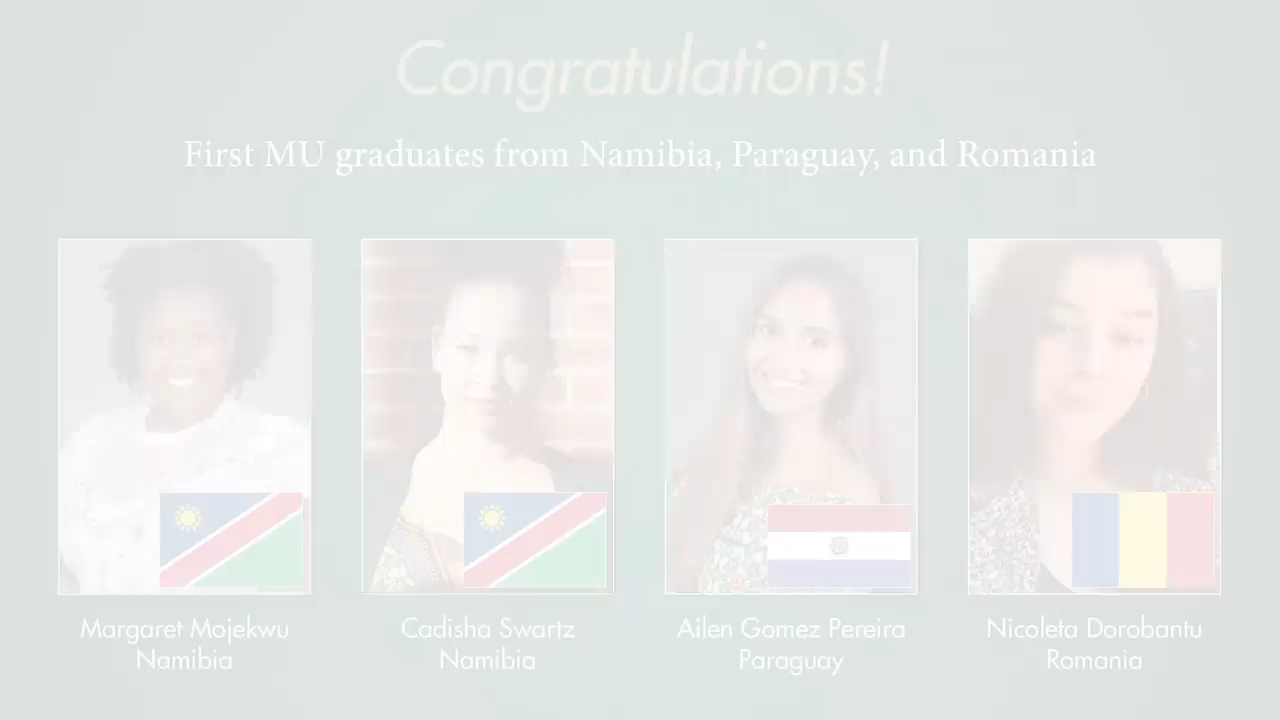 Congratulations!
First MU graduates from Namibia, Paraguay, and Romania
Margaret Mojekwu
Namibia
Cadisha Swartz
Namibia
Ailen Gomez Pereira
Paraguay
Nicoleta Dorobantu
Romania